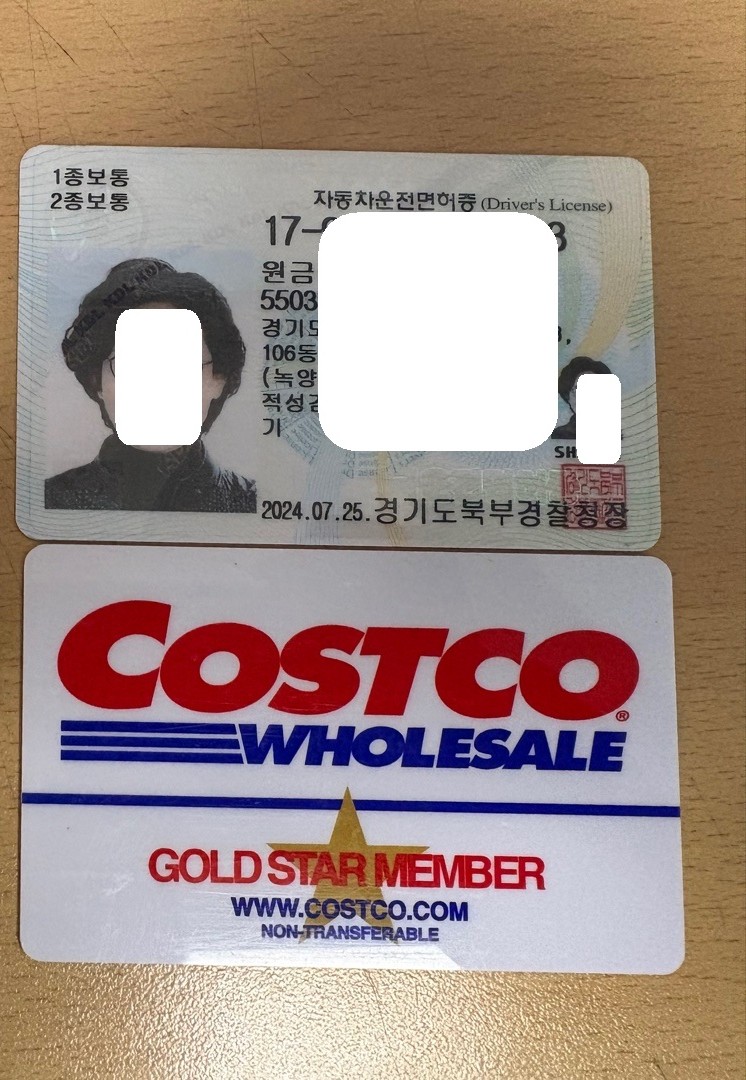 1종보통
2종보통
자동차운전면허증 (Driver's License)
17-
원금
5503
경기도
106동
(녹양
적성
기
SH
2024.07.25. 경기도북부경찰청장
COSTCO®
WHOLESALE
GOLD STAR MEMBER
WWW.COSTCO.COM
NON-TRANSFERABLE